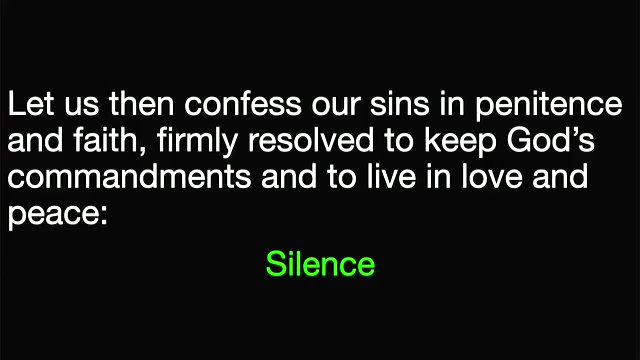 Let us then confess our sins in penitence
and faith, firmly resolved to keep God’s
commandments and to live in love and
peace:
Silence